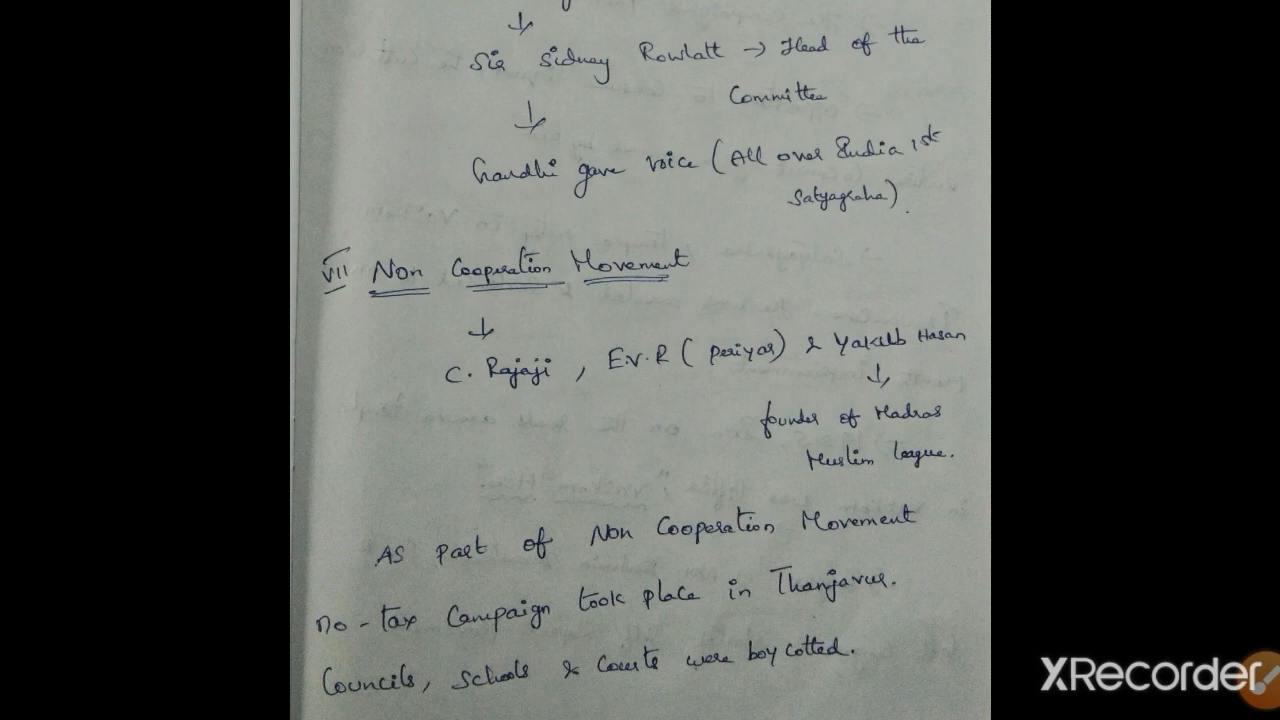 ↓
Sir Sidney Rowlatt → Head of the
Committee
↓
Gandhi gave voice (All over India 1st
Satyagraha).
VII Non Cooperation Movement
↓
C. Rajaji, E.V.R (Periyar) & Yakub Hasan
↓
founder of Madras
Muslim league.
As part of Non Cooperation Movement
no-tax Campaign took place in Thanjavur.
Councils, Schools & Courts were boycotted.
XRecorder